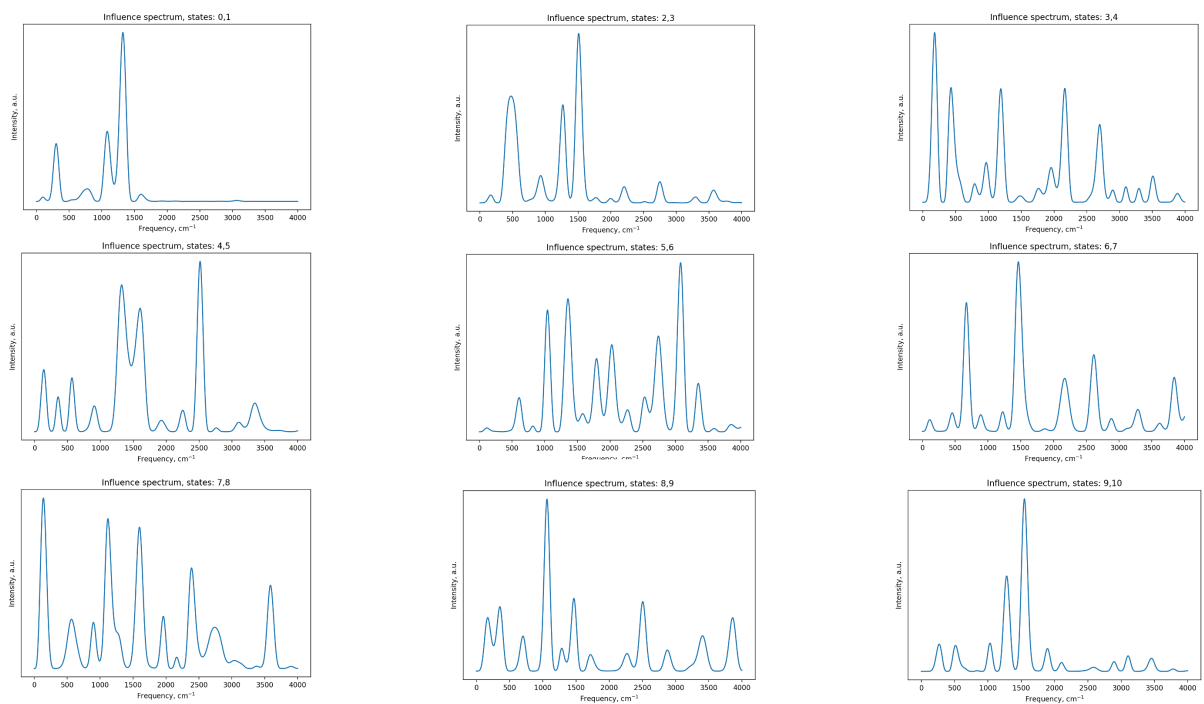 Influence spectrum, states: 0,1
Intensity, a.u.
0 500 1000 1500 2000 2500 3000 3500 4000
Frequency, cm⁻¹
Influence spectrum, states: 2,3
Intensity, a.u.
0 500 1000 1500 2000 2500 3000 3500 4000
Frequency, cm⁻¹
Influence spectrum, states: 3,4
Intensity, a.u.
0 500 1000 1500 2000 2500 3000 3500 4000
Frequency, cm⁻¹
Influence spectrum, states: 4,5
Intensity, a.u.
0 500 1000 1500 2000 2500 3000 3500 4000
Frequency, cm⁻¹
Influence spectrum, states: 5,6
Intensity, a.u.
0 500 1000 1500 2000 2500 3000 3500 4000
Frequency, cm⁻¹
Influence spectrum, states: 6,7
Intensity, a.u.
0 500 1000 1500 2000 2500 3000 3500 4000
Frequency, cm⁻¹
Influence spectrum, states: 7,8
Intensity, a.u.
0 500 1000 1500 2000 2500 3000 3500 4000
Frequency, cm⁻¹
Influence spectrum, states: 8,9
Intensity, a.u.
0 500 1000 1500 2000 2500 3000 3500 4000
Frequency, cm⁻¹
Influence spectrum, states: 9,10
Intensity, a.u.
0 500 1000 1500 2000 2500 3000 3500 4000
Frequency, cm⁻¹